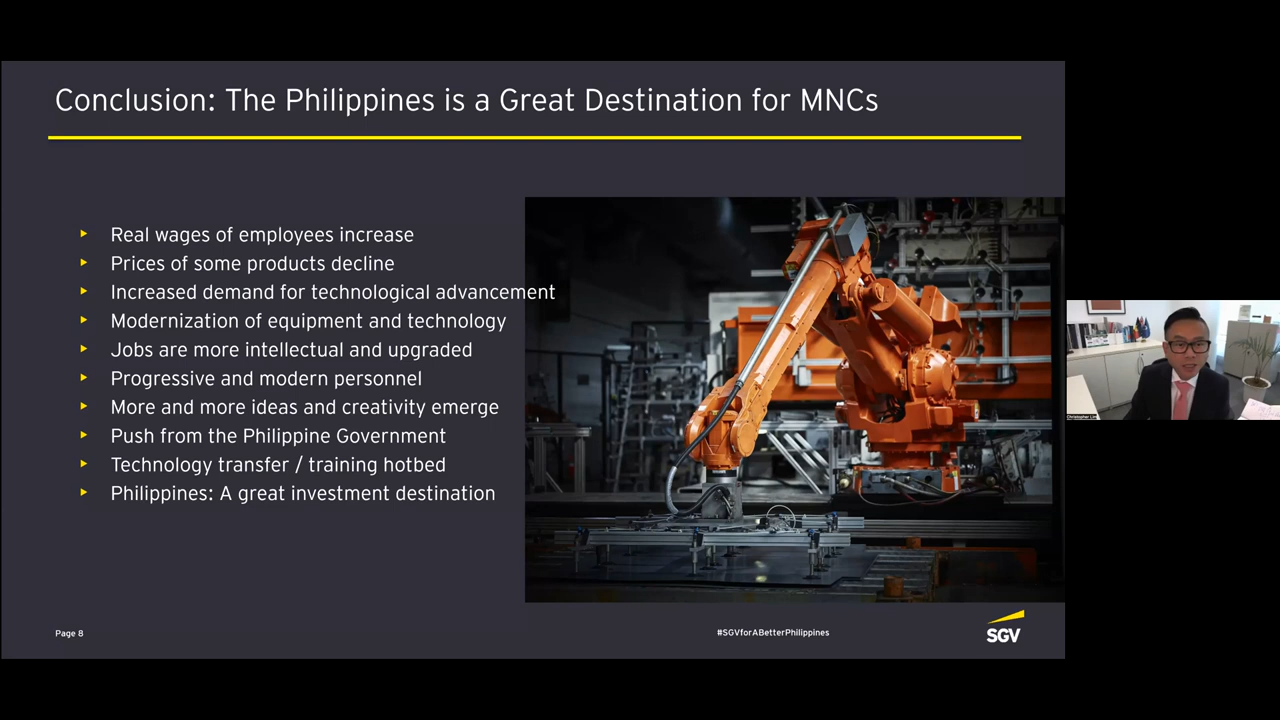 Conclusion: The Philippines is a Great Destination for MNCs
Real wages of employees increase
Prices of some products decline
Increased demand for technological advancement
Modernization of equipment and technology
Jobs are more intellectual and upgraded
Progressive and modern personnel
More and more ideas and creativity emerge
Push from the Philippine Government
Technology transfer / training hotbed
Philippines: A great investment destination
Page 8
#SGVforABetterPhilippines
SGV
Christopher Lim